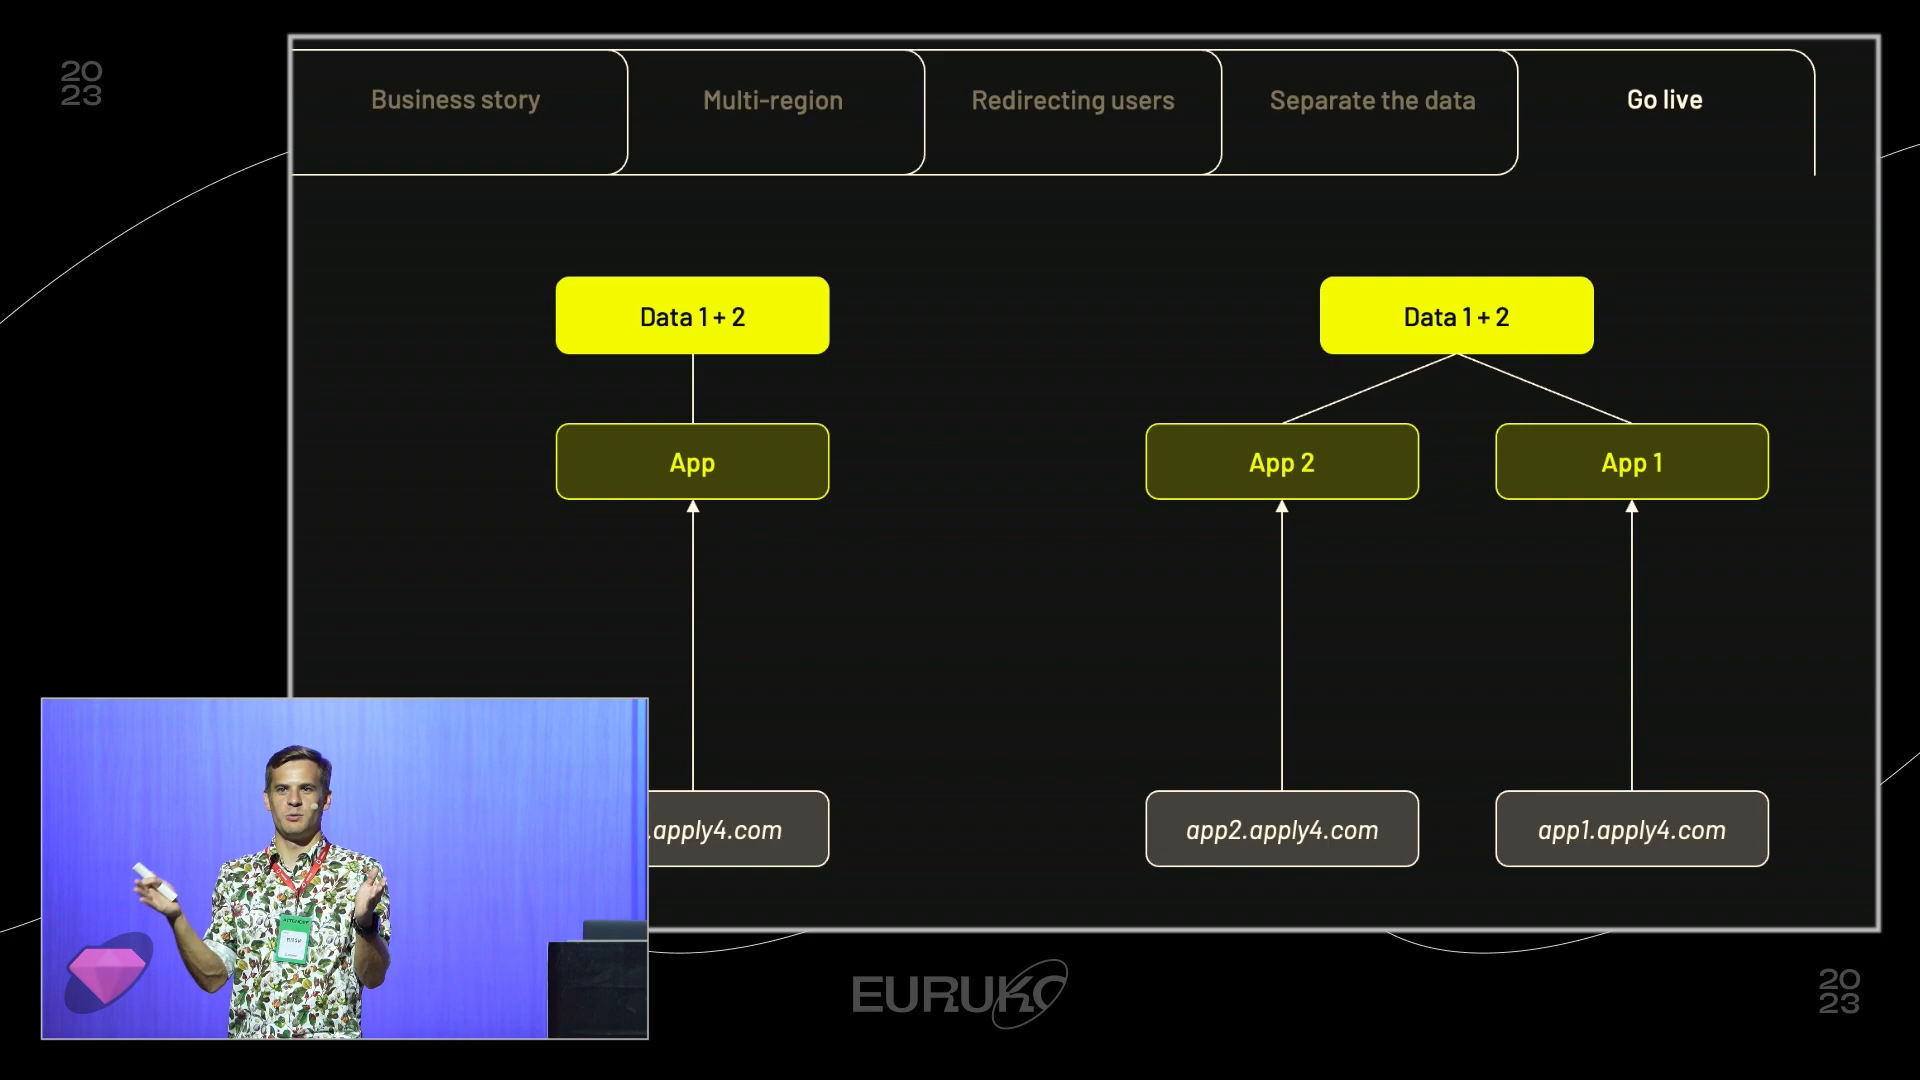 20
23
Business story
Multi-region
Redirecting users
Separate the data
Go live
Data 1 + 2
Data 1 + 2
App
App 2
App 1
.apply4.com
app2.apply4.com
app1.apply4.com
EURUKO
20
23